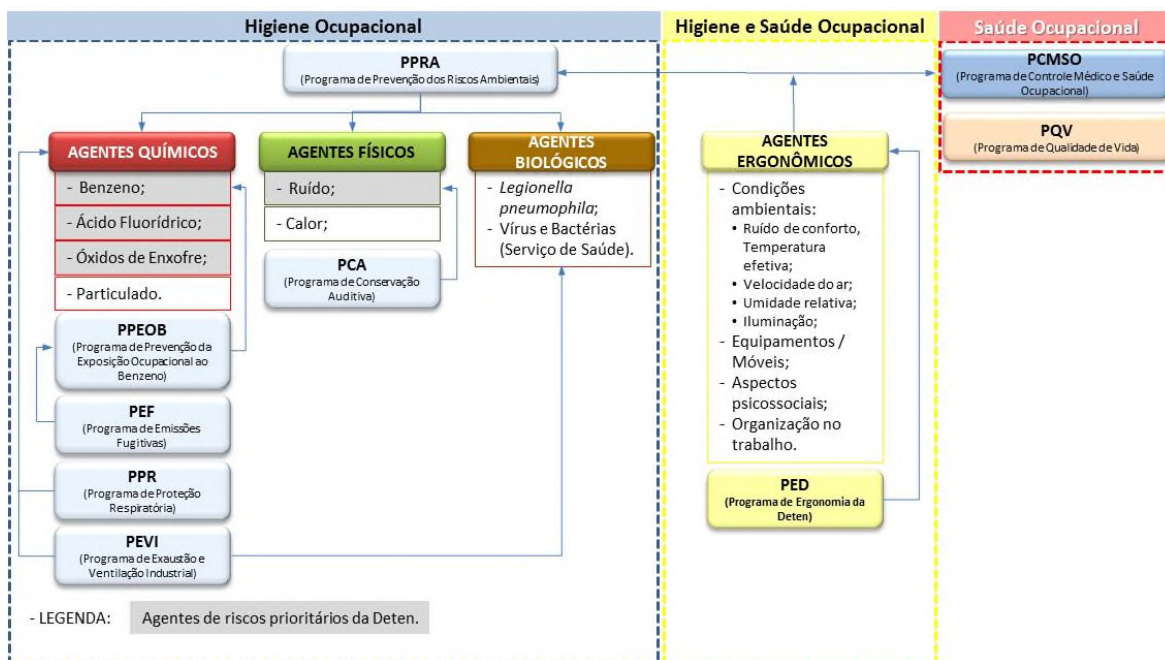 Higiene Ocupacional
Higiene e Saúde Ocupacional
Saúde Ocupacional
PPRA
(Programa de Prevenção dos Riscos Ambientais)
PCMSO
(Programa de Controle Médico e Saúde
Ocupacional)
PQV
(Programa de Qualidade de Vida)
AGENTES QUÍMICOS
- Benzeno;
- Ácido Fluorídrico;
- Óxidos de Enxofre;
- Particulado.
PPEOB
(Programa de Prevenção da
Exposição Ocupacional ao
Benzeno)
PEF
(Programa de Emissões
Fugitivas)
PPR
(Programa de Proteção
Respiratória)
PEVI
(Programa de Exaustão e
Ventilação Industrial)
AGENTES FÍSICOS
- Ruído;
- Calor;
PCA
(Programa de Conservação
Auditiva)
AGENTES
BIOLÓGICOS
- Legionella
pneumophila;
- Vírus e Bactérias
(Serviço de Saúde).
AGENTES
ERGONÔMICOS
- Condições
ambientais:
• Ruído de conforto,
Temperatura
efetiva;
• Velocidade do ar;
• Umidade relativa;
• Iluminação;
- Equipamentos /
Móveis;
- Aspectos
psicossociais;
- Organização no
trabalho.
PED
(Programa de Ergonomia da
Deten)
- LEGENDA: Agentes de riscos prioritários da Deten.